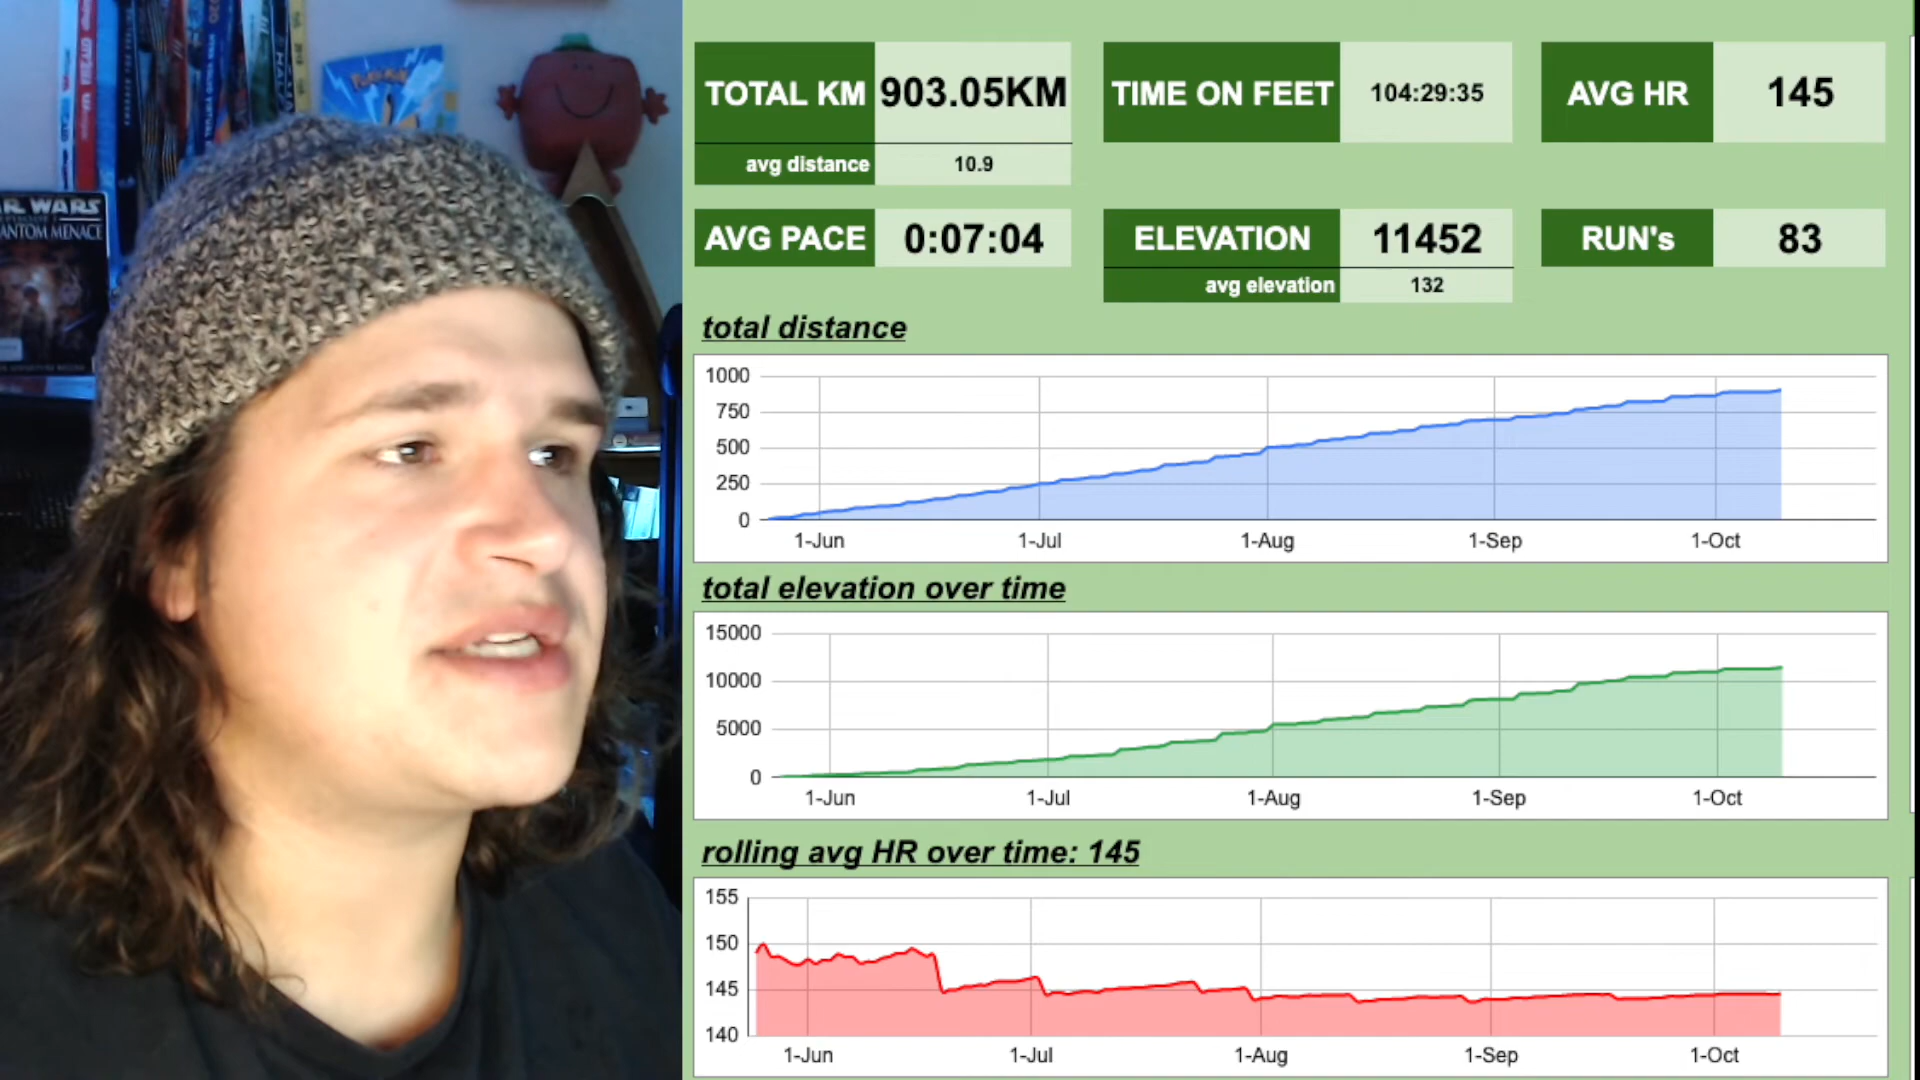 POKéMON
STAR WARS
PHANTOM MENACE
TOTAL KM 903.05KM
avg distance 10.9
TIME ON FEET 104:29:35
AVG HR 145
AVG PACE 0:07:04
ELEVATION 11452
avg elevation 132
RUN's 83
total distance
1000
750
500
250
0
1-Jun 1-Jul 1-Aug 1-Sep 1-Oct
total elevation over time
15000
10000
5000
0
1-Jun 1-Jul 1-Aug 1-Sep 1-Oct
rolling avg HR over time: 145
155
150
145
140
1-Jun 1-Jul 1-Aug 1-Sep 1-Oct